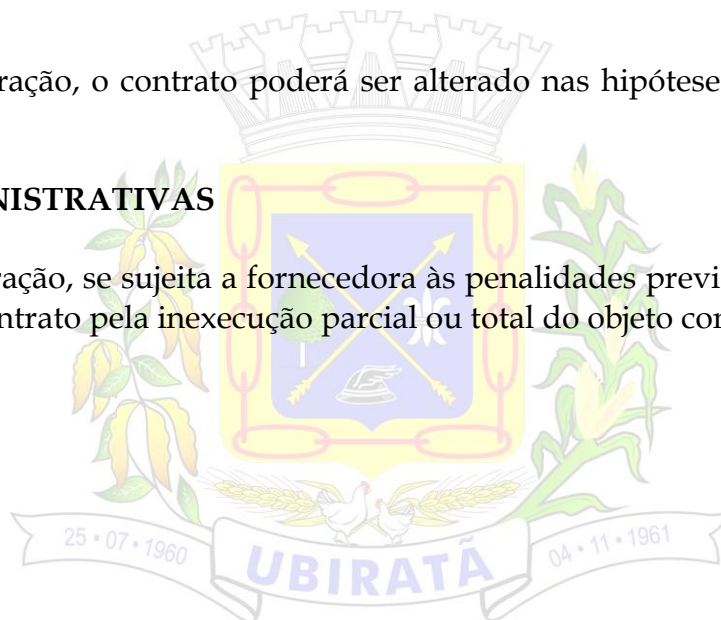 ração, o contrato poderá ser alterado nas hipótese
NISTRATIVAS
ração, se sujeita a fornecedora às penalidades previ
ntrato pela inexecução parcial ou total do objeto con
25 • 07 • 1960
UBIRATÃ
04 • 11 • 1961